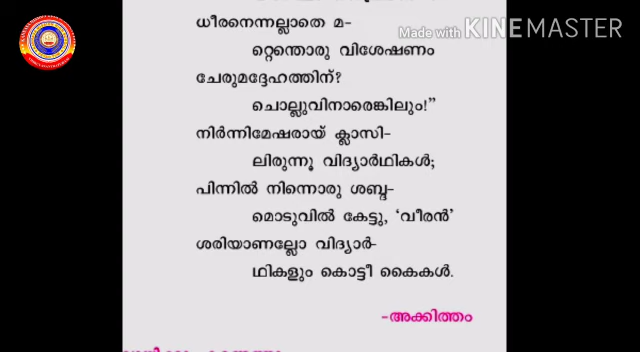 Made with KINEMASTER
ധീരനെന്നല്ലാതെ മ-
റ്റെന്തൊരു വിശേഷണം
ചേരുമദ്ദേഹത്തിന്?
ചൊല്ലുവിനാരെങ്കിലും!”
നിർന്നിമേഷരായ് ക്ലാസി-
ലിരുന്നൂ വിദ്യാർഥികൾ;
പിന്നിൽ നിന്നൊരു ശബ്ദ-
മൊടുവിൽ കേട്ടു, ‘വീരൻ’
ശരിയാണല്ലോ വിദ്യാർ-
ഥികളും കൊട്ടീ കൈകൾ.
-അക്കിത്തം